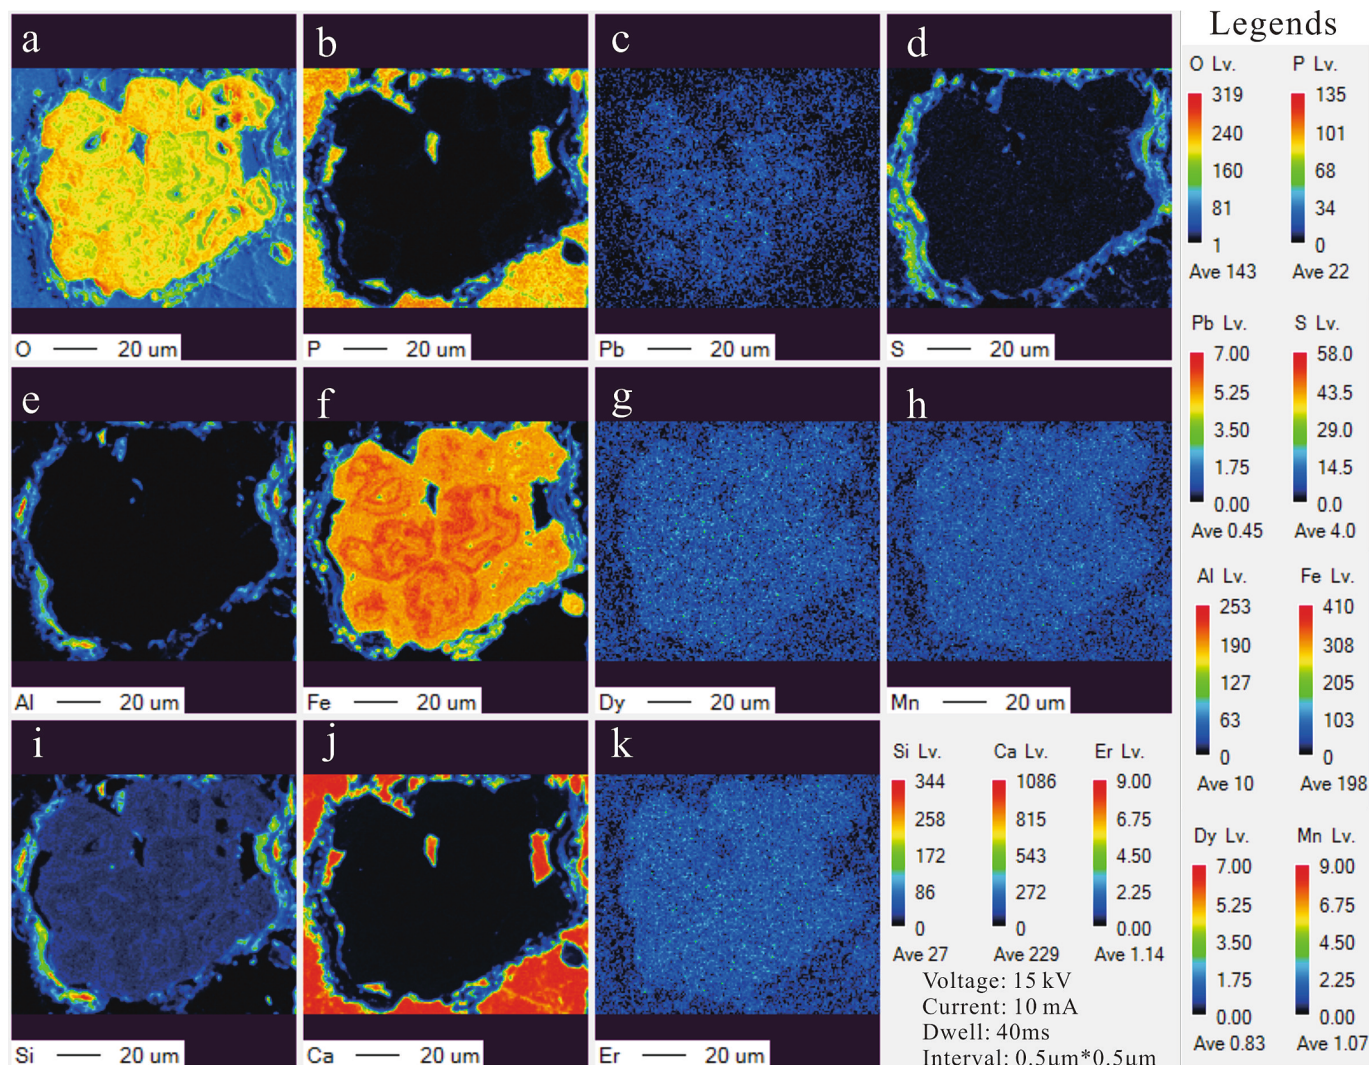 Legends
a
b
c
d
O 20 um
P 20 um
Pb 20 um
S 20 um
O Lv.
319
240
160
81
1
Ave 143
P Lv.
135
101
68
34
0
Ave 22
Pb Lv.
7.00
5.25
3.50
1.75
0.00
Ave 0.45
S Lv.
58.0
43.5
29.0
14.5
0.0
Ave 4.0
e
f
g
h
Al 20 um
Fe 20 um
Dy 20 um
Mn 20 um
Al Lv.
253
190
127
63
0
Ave 10
Fe Lv.
410
308
205
103
0
Ave 198
i
j
k
Si 20 um
Ca 20 um
Er 20 um
Si Lv.
344
258
172
86
0
Ave 27
Ca Lv.
1086
815
543
272
0
Ave 229
Er Lv.
9.00
6.75
4.50
2.25
0.00
Ave 1.14
Dy Lv.
7.00
5.25
3.50
1.75
0.00
Ave 0.83
Mn Lv.
9.00
6.75
4.50
2.25
0.00
Ave 1.07
Voltage: 15 kV
Current: 10 mA
Dwell: 40ms
Interval: 0.5μm*0.5μm